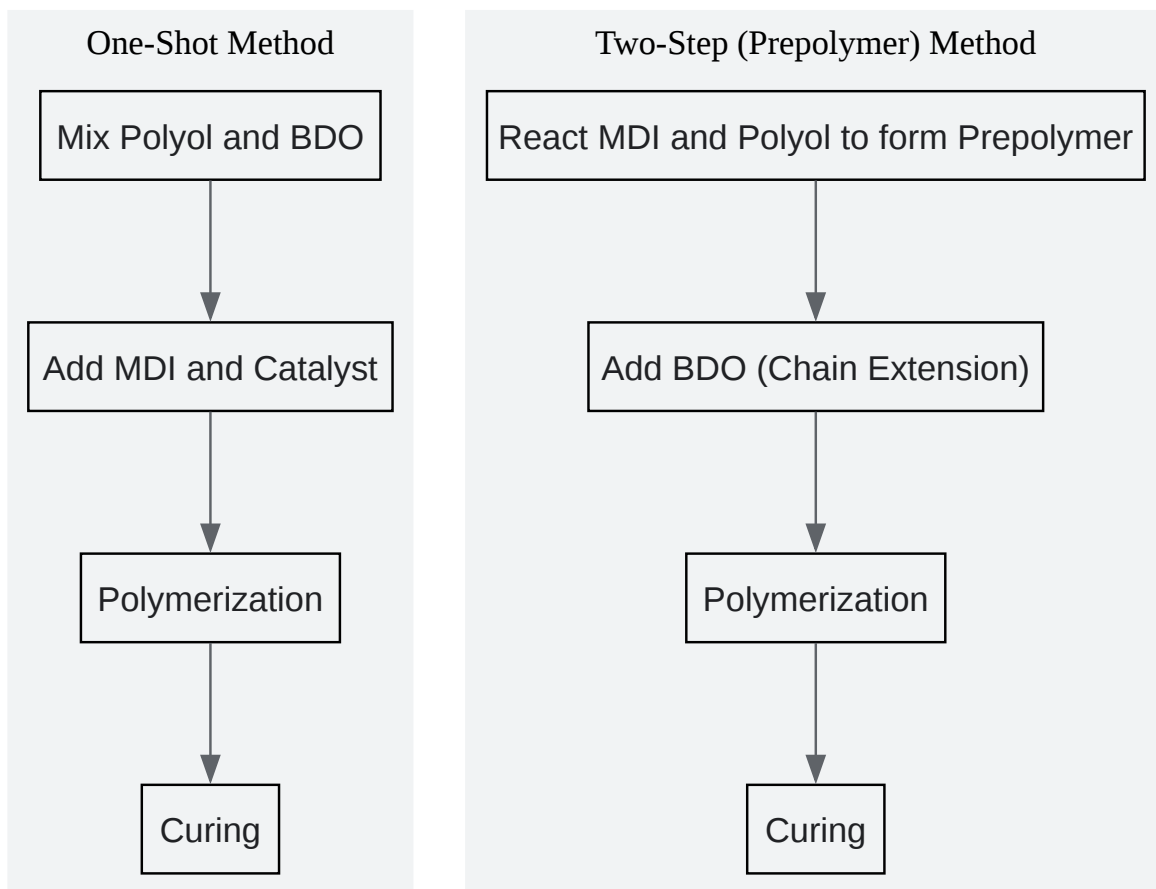 One-Shot Method
Mix Polyol and BDO
Add MDI and Catalyst
Polymerization
Curing
Two-Step (Prepolymer) Method
React MDI and Polyol to form Prepolymer
Add BDO (Chain Extension)
Polymerization
Curing